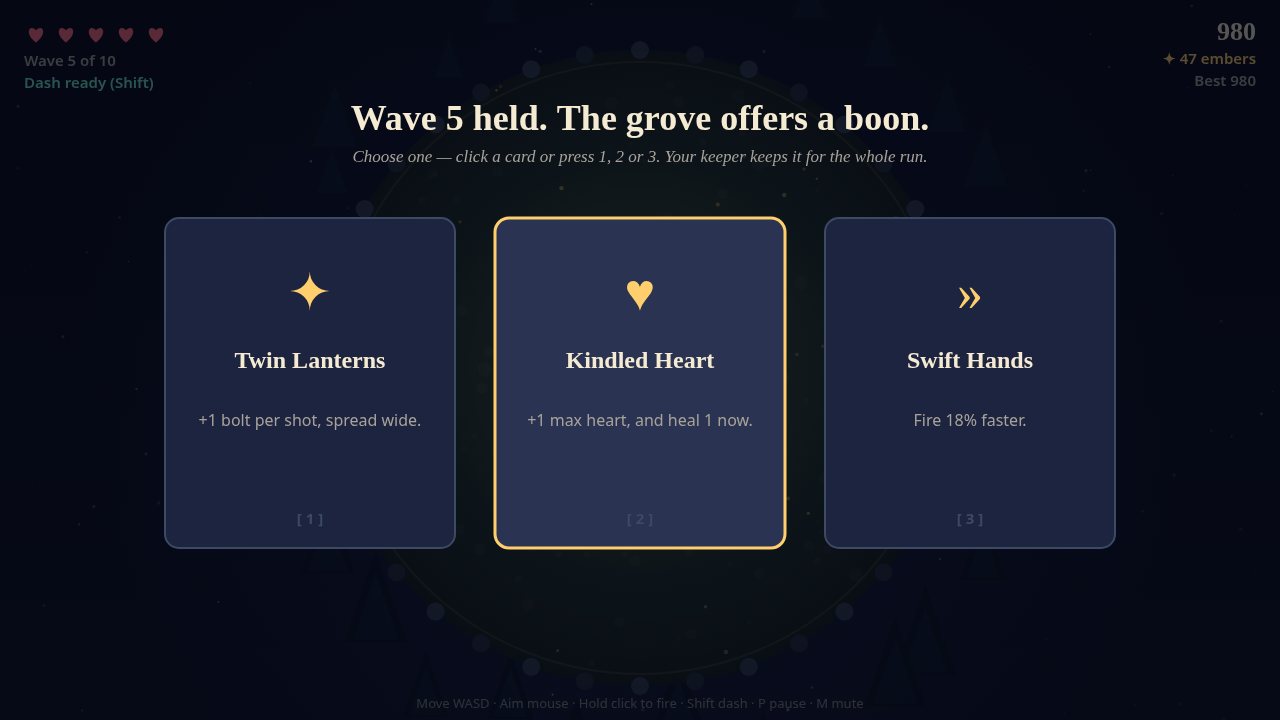 Wave 5 of 10
Dash ready (Shift)
980
✦ 47 embers
Best 980
Wave 5 held. The grove offers a boon.
Choose one — click a card or press 1, 2 or 3. Your keeper keeps it for the whole run.
Twin Lanterns
+1 bolt per shot, spread wide.
[ 1 ]
Kindled Heart
+1 max heart, and heal 1 now.
[ 2 ]
Swift Hands
Fire 18% faster.
[ 3 ]
Move WASD · Aim mouse · Hold click to fire · Shift dash · P pause · M mute